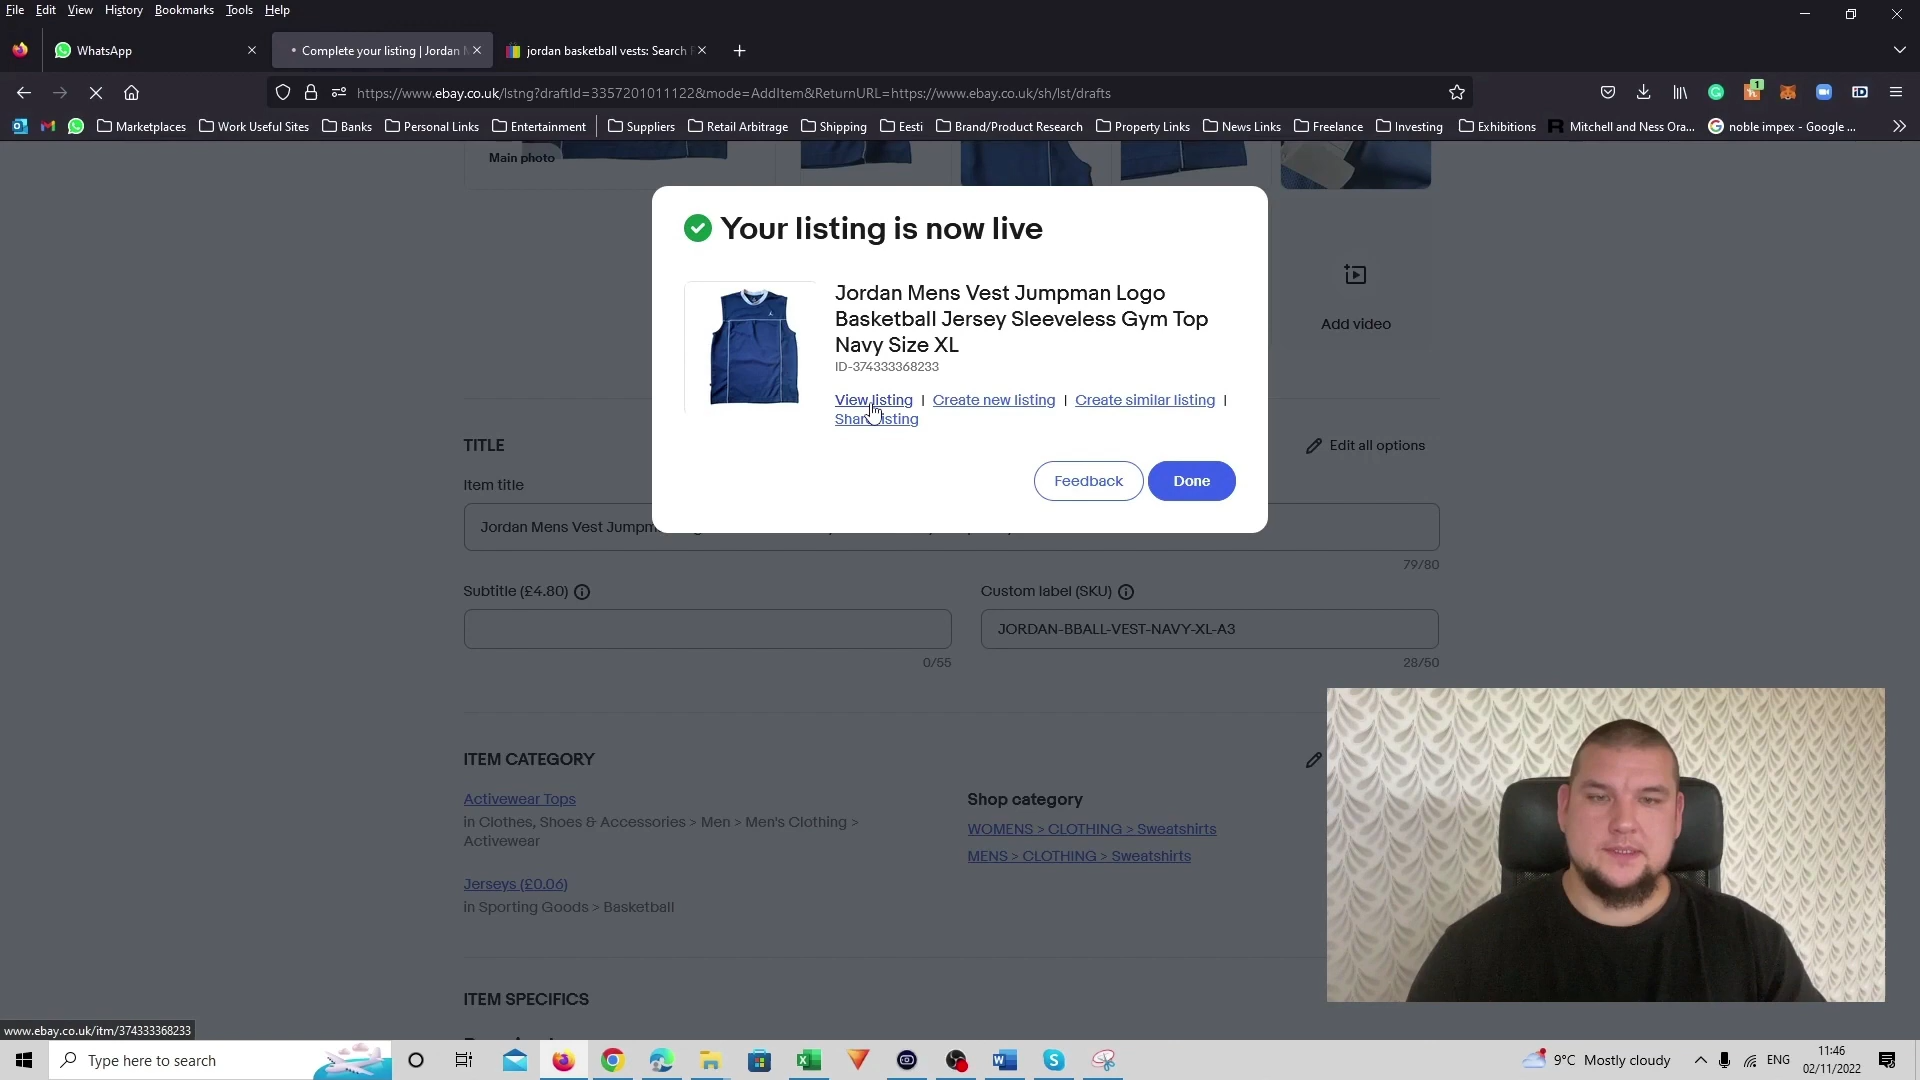 File Edit View History Bookmarks Tools Help
WhatsApp
Complete your listing | Jordan
jordan basketball vests: Search
https://www.ebay.co.uk/lstng?draftId=3357201011122&mode=AddItem&ReturnURL=https://www.ebay.co.uk/sh/lst/drafts
1
Marketplaces Work Useful Sites Banks Personal Links Entertainment Suppliers Retail Arbitrage Shipping Eesti Brand/Product Research Property Links News Links Freelance Investing Exhibitions Mitchell and Ness Ora... noble impex - Google ...
Main photo
Your listing is now live
Jordan Mens Vest Jumpman Logo
Basketball Jersey Sleeveless Gym Top
Navy Size XL
ID-374333368233
View listing | Create new listing | Create similar listing |
Share listing
Feedback Done
Add video
TITLE
Edit all options
Item title
Jordan Mens Vest Jumpm
79/80
Subtitle (£4.80)
Custom label (SKU)
JORDAN-BBALL-VEST-NAVY-XL-A3
0/55
28/50
ITEM CATEGORY
Activewear Tops
in Clothes, Shoes & Accessories > Men > Men's Clothing >
Activewear
Jerseys (£0.06)
in Sporting Goods > Basketball
Shop category
WOMENS > CLOTHING > Sweatshirts
MENS > CLOTHING > Sweatshirts
ITEM SPECIFICS
www.ebay.co.uk/itm/374333368233
Type here to search
9°C Mostly cloudy
ENG
11:46
02/11/2022